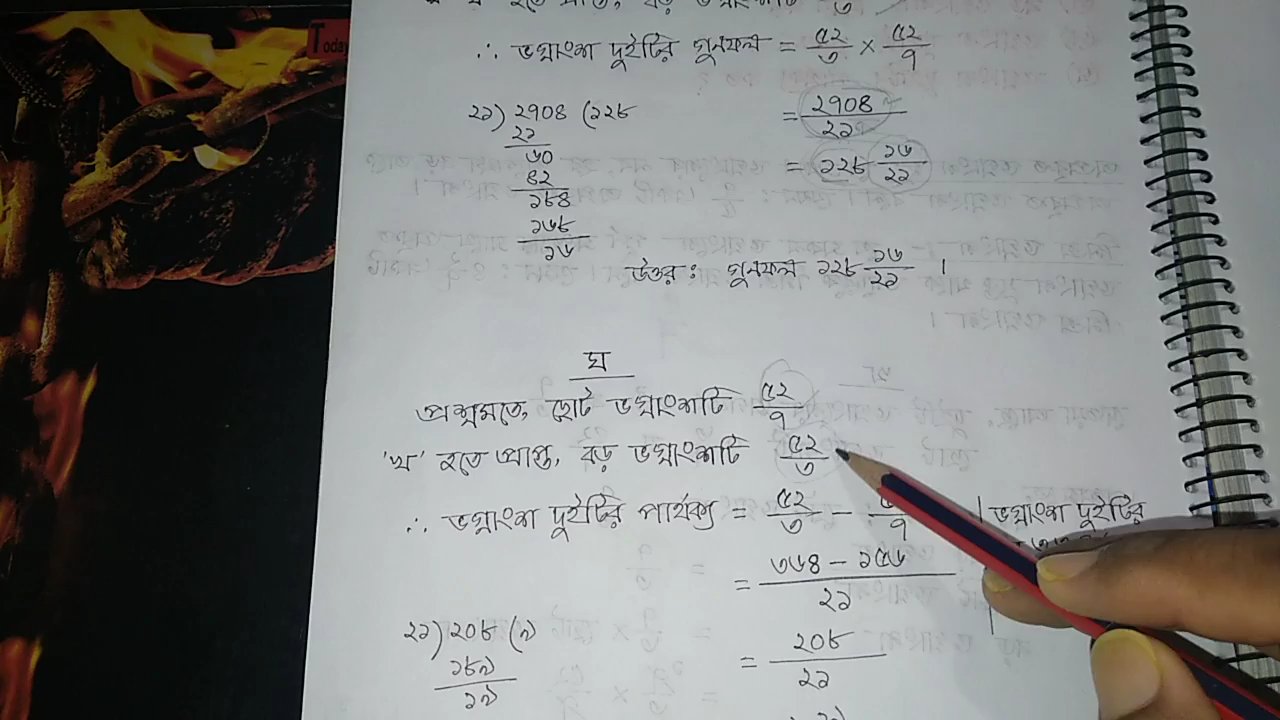 Today
∴ ভগ্নাংশ দুইটির গুনফল = ৫২/৩ × ৫২/৭
২১) ২৭০৪ (১২৮
২১
৬০
৪২
১৮৪
১৬৮
১৬
= ২৭০৪/২১
= ১২৮ ১৬/২১
উত্তর : গুনফল ১২৮ ১৬/২১ ।
ঘ
প্রশ্নমতে, ছোট ভগ্নাংশটি ৫২/৭
'খ' হতে প্রাপ্ত, বড় ভগ্নাংশটি ৫২/৩
∴ ভগ্নাংশ দুইটির পার্থক্য = ৫২/৩ - /৭ | ভগ্নাংশ দুইটির
= ৩৬৪ - ১৫৬/২১
২১) ২০৮ (৯
১৮৯
১৯
= ২০৮/২১